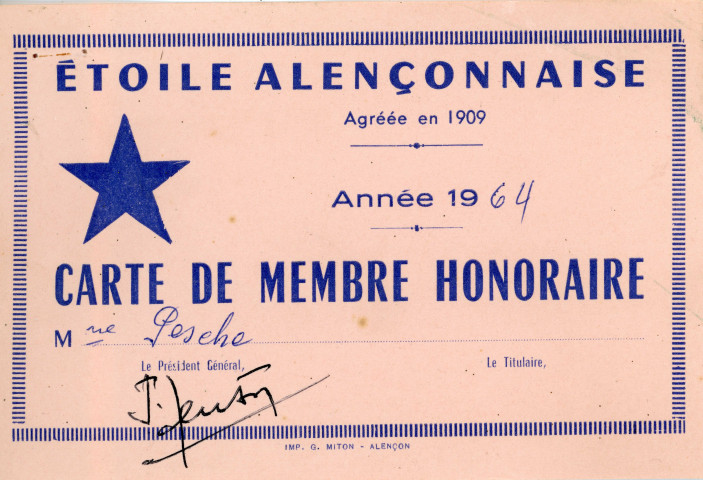 ÉTOILE ALENÇONNAISE
Agréée en 1909
Année 1964
CARTE DE MEMBRE HONORAIRE
Mme Pesche
Le Président Général,
Le Titulaire,
IMP. G. MITON - ALENÇON